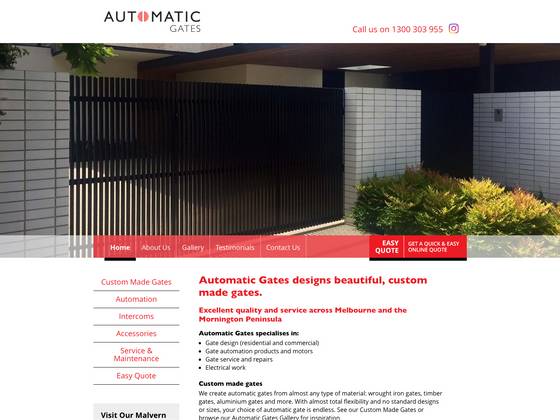 AUTOMATIC
GATES
Call us on 1300 303 955
Home
About Us
Gallery
Testimonials
Contact Us
EASY
QUOTE
GET A QUICK & EASY
ONLINE QUOTE
Custom Made Gates
Automation
Intercoms
Accessories
Service &
Maintenance
Easy Quote
Visit Our Malvern
Automatic Gates designs beautiful, custom
made gates.
Excellent quality and service across Melbourne and the
Mornington Peninsula
Automatic Gates specialises in:
Gate design (residential and commercial)
Gate automation products and motors
Gate service and repairs
Electrical work
Custom made gates
We create automatic gates from almost any type of material: wrought iron gates, timber
gates, aluminium gates and more. With almost total flexibility and no standard designs
or sizes, your choice of automatic gate is endless. See our Custom Made Gates or
browse our Automatic Gates Gallery for inspiration.